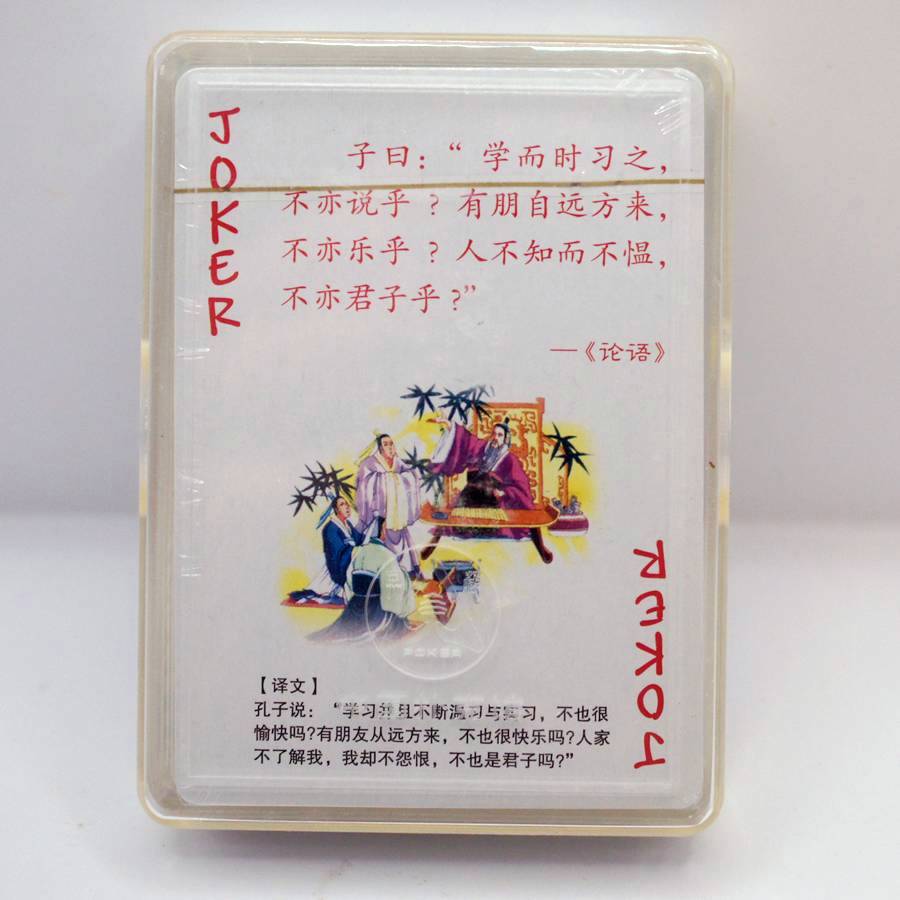 JOKER
子曰：“学而时习之，
不亦说乎？有朋自远方来，
不亦乐乎？人不知而不愠，
不亦君子乎？”
—《论语》
【译文】
孔子说：“学习并且不断温习与实习，不也很
愉快吗?有朋友从远方来，不也很快乐吗?人家
不了解我，我却不怨恨，不也是君子吗?”
JOKER